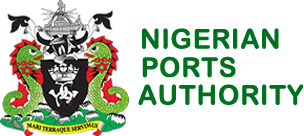 NIGERIAN
PORTS
AUTHORITY
MARI TERRAQUE SERVIMUS